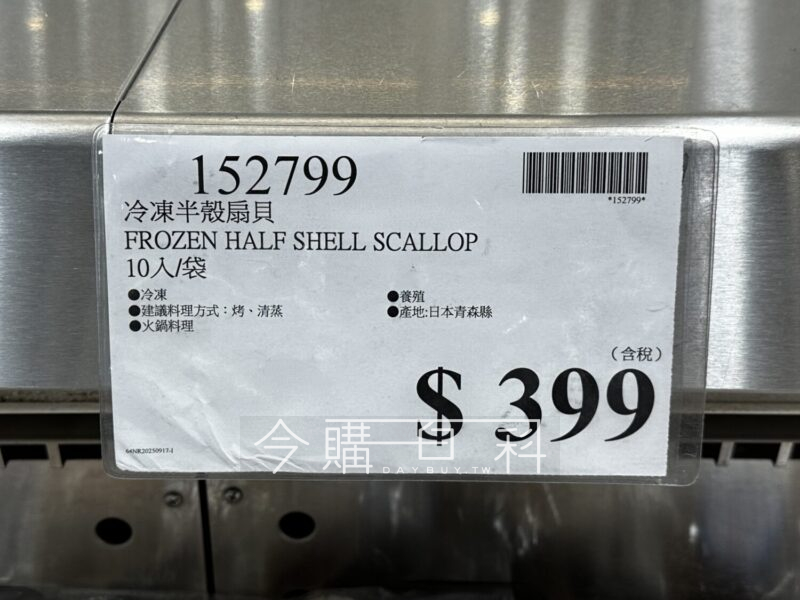 152799
*152799*
冷凍半殼扇貝
FROZEN HALF SHELL SCALLOP
10入/袋
●冷凍
●養殖
●建議料理方式：烤、清蒸
●產地:日本青森縣
●火鍋料理
（含稅）
$ 399
今購百科
DAYBUY.TW
64NR20250917-1